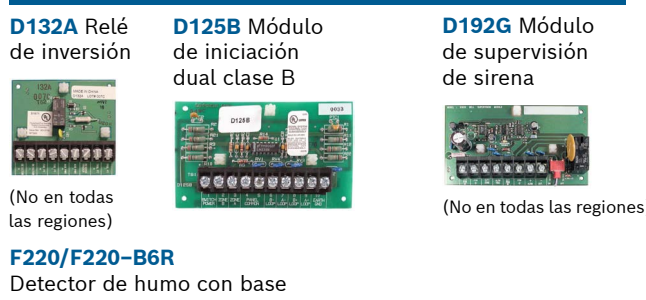 D132A Relé
de inversión
(No en todas
las regiones)
D125B Módulo
de iniciación
dual clase B
D125B
D192G Módulo
de supervisión
de sirena
(No en todas las regiones
F220/F220–B6R
Detector de humo con base